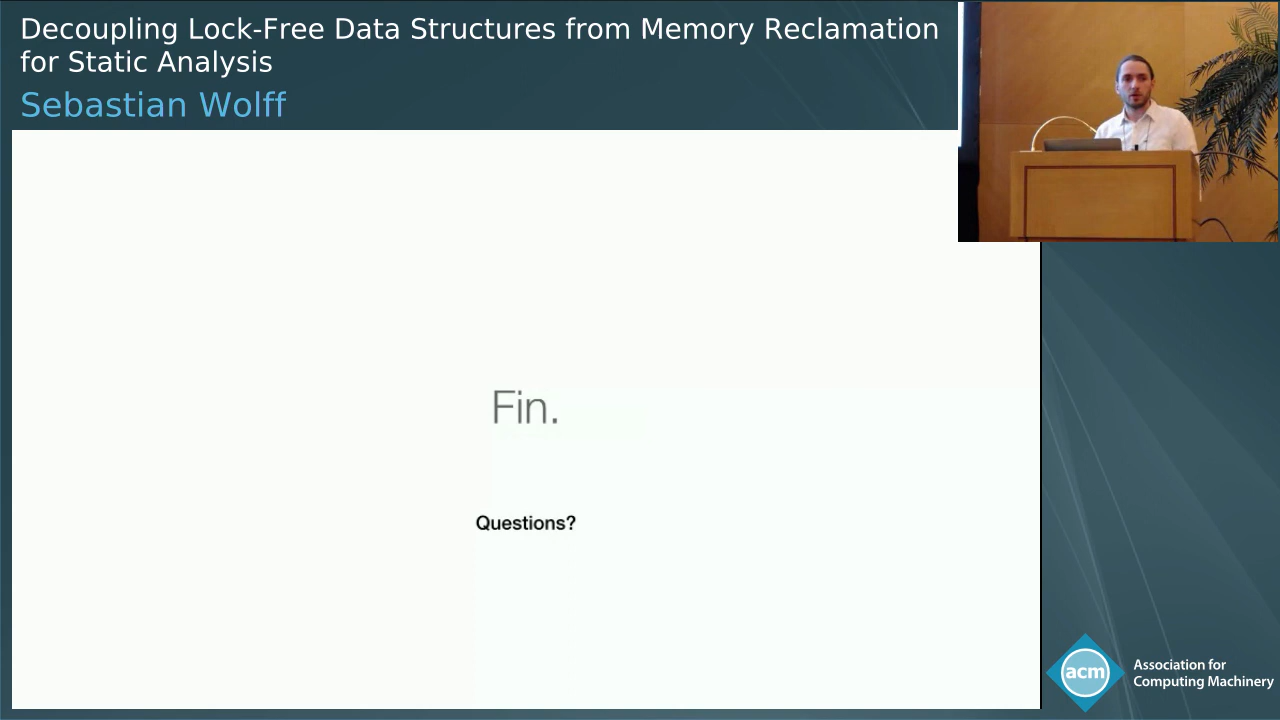 Decoupling Lock-Free Data Structures from Memory Reclamation
for Static Analysis
Sebastian Wolff
Fin.
Questions?
acm
Association for
Computing Machinery